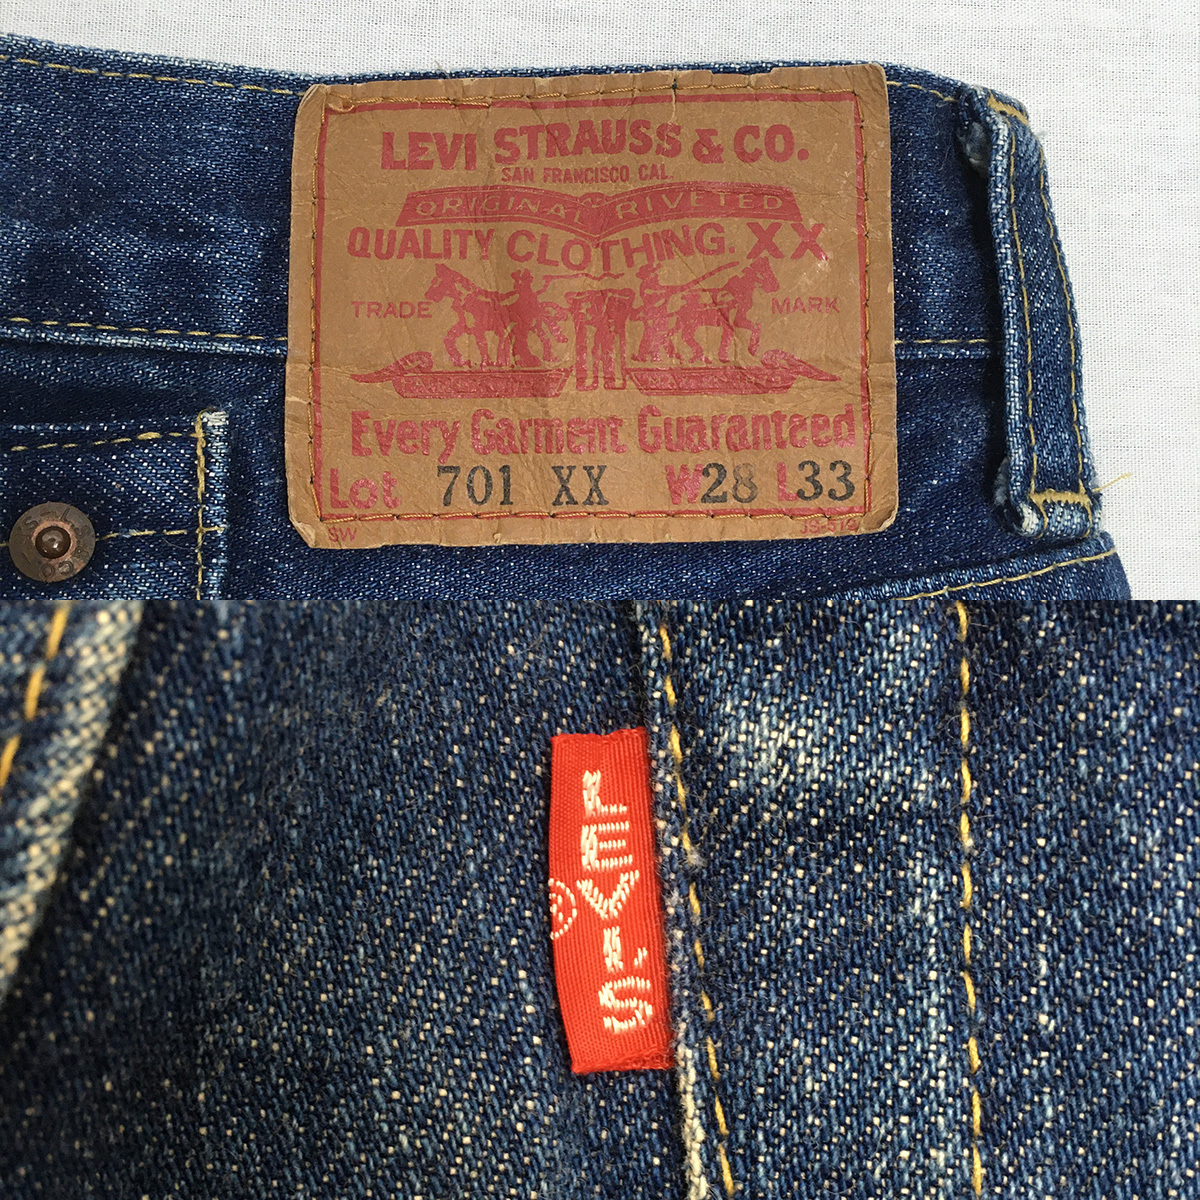 LEVI STRAUSS & CO.
SAN FRANCISCO CAL.
ORIGINAL RIVETED
QUALITY CLOTHING. XX
TRADE MARK
Every Garment Guaranteed
Lot 701 XX W28 L33
SW
LEVI'S
®